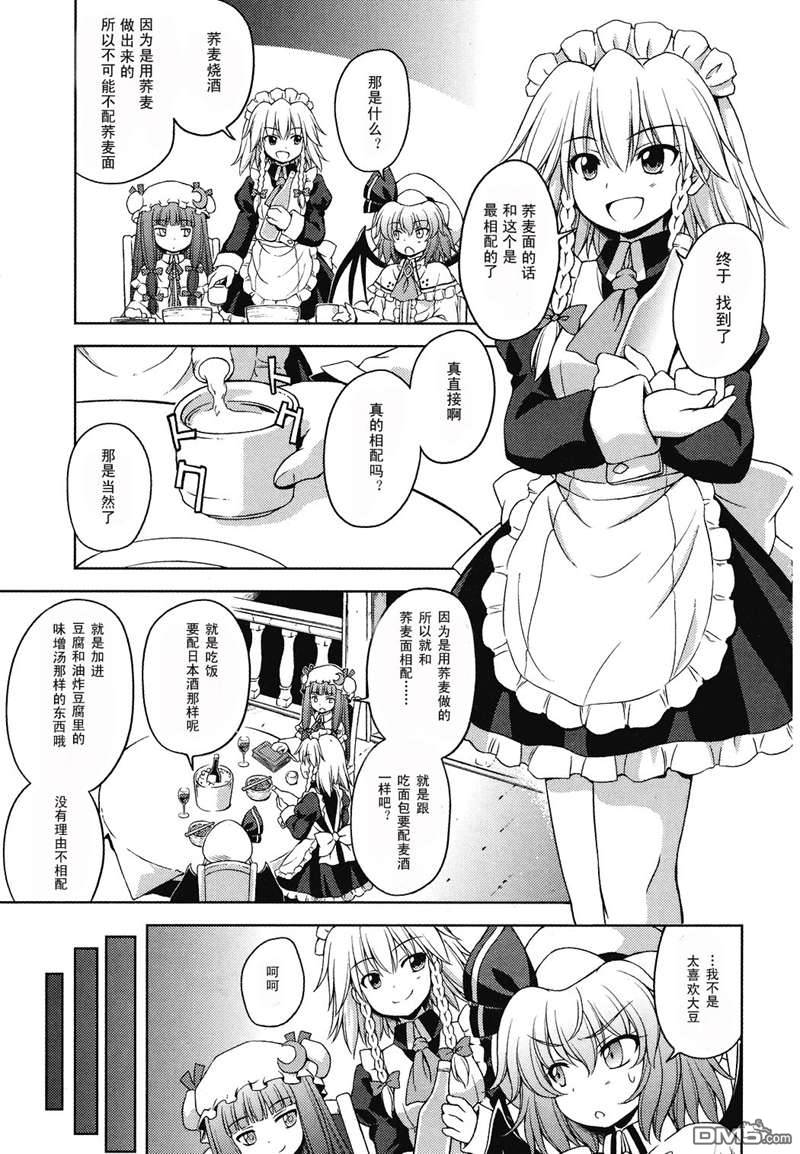 终于 找到了
荞面的话
和这个是
最相配的了
那是什么？
荞麦烧酒
因为是用荞麦
做出来的
所以不可能不配荞麦面
真直接啊
真的相配吗？
那是当然了
トクトクトク
因为是用荞麦做的
所以就和
荞麦面相配……
就是跟
吃面包要配麦酒
一样吧？
就是吃饭
要配日本酒那样呢
就是加进
豆腐和油炸豆腐里的
味增汤那样的东西哦
没有理由不相配
…我不是
太喜欢大豆
呵呵
DM5.com